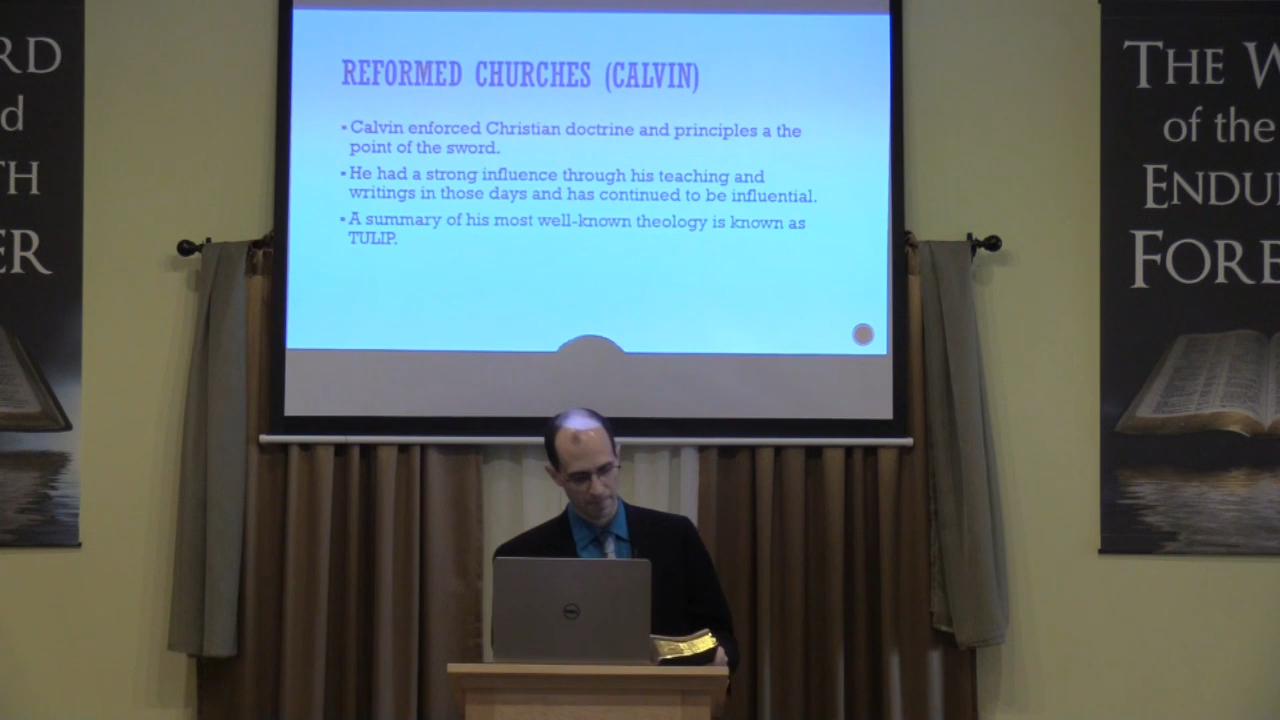 REFORMED CHURCHES (CALVIN)
▪Calvin enforced Christian doctrine and principles a the
point of the sword.
▪He had a strong influence through his teaching and
writings in those days and has continued to be influential.
▪A summary of his most well-known theology is known as
TULIP.
RD
d
TH
ER
THE W
of the
ENDU
FORE
DELL